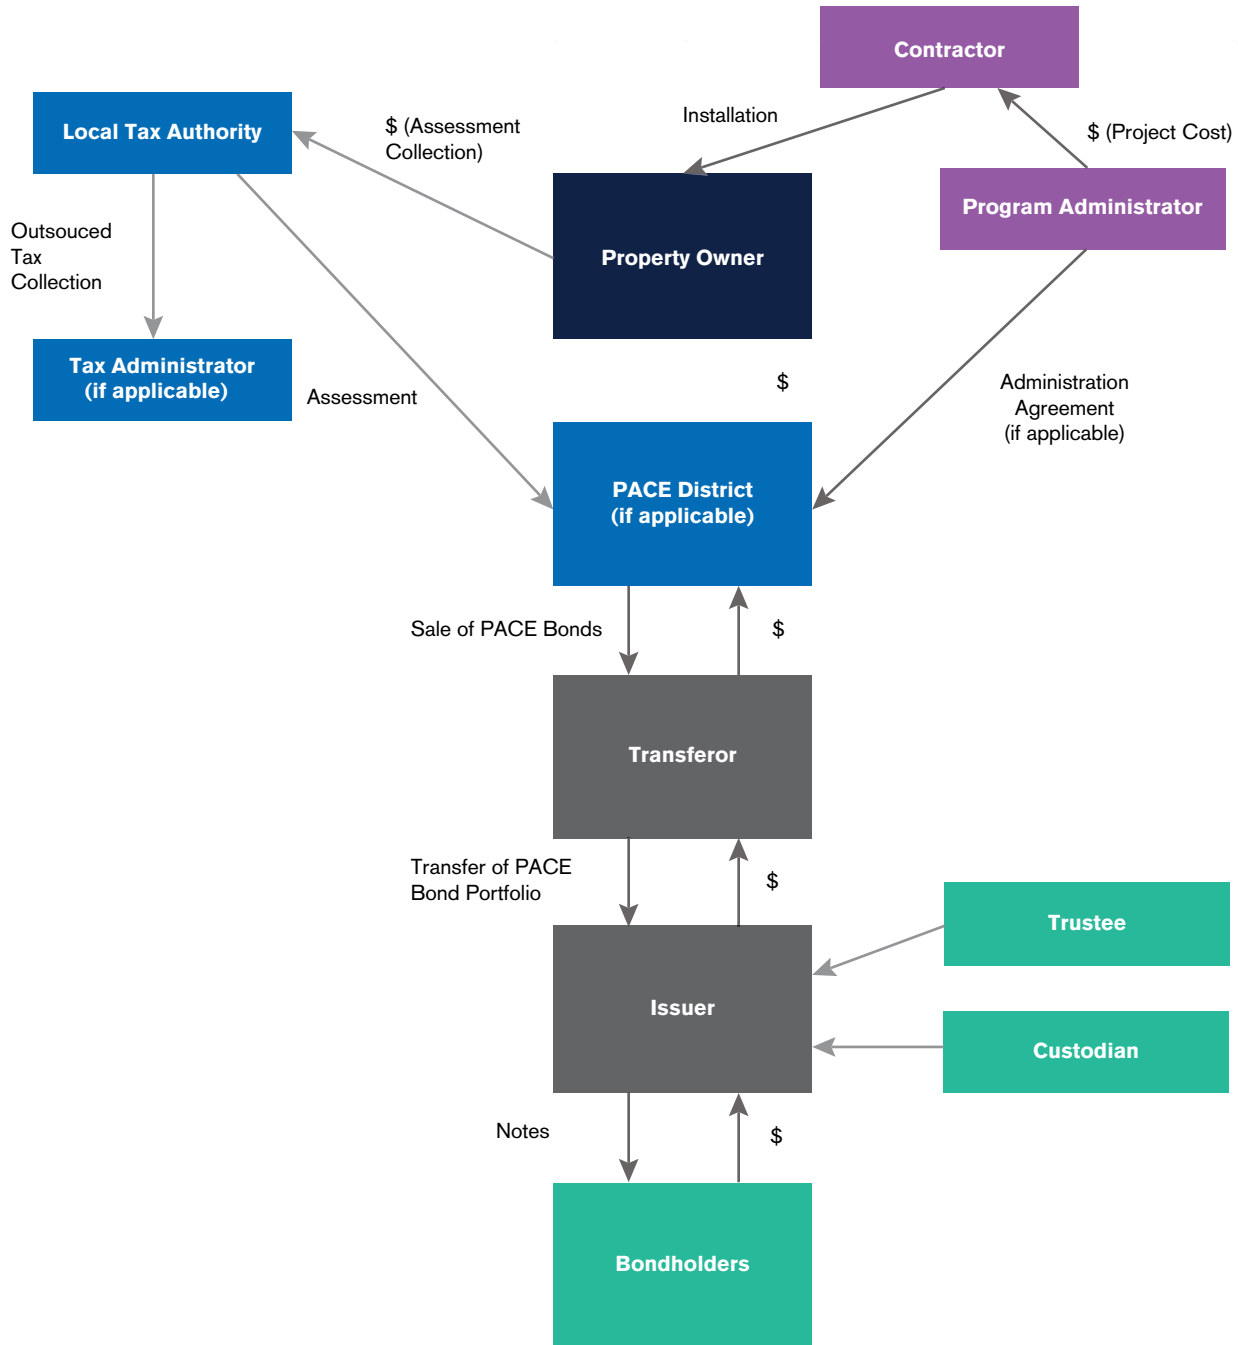 Contractor
Installation
$ (Project Cost)
Local Tax Authority
$ (Assessment
Collection)
Program Administrator
Property Owner
Outsouced
Tax
Collection
Tax Administrator
(if applicable)
Assessment
$
Administration
Agreement
(if applicable)
PACE District
(if applicable)
Sale of PACE Bonds
$
Transferor
Transfer of PACE
Bond Portfolio
$
Trustee
Issuer
Custodian
Notes
$
Bondholders